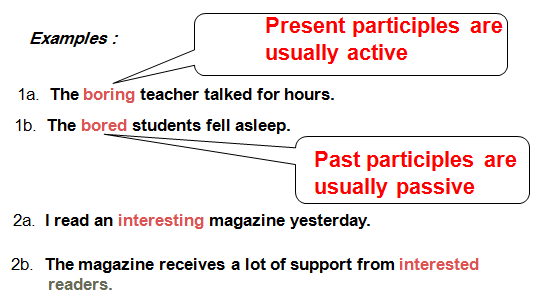 Examples :
Present participles are
usually active
1a. The boring teacher talked for hours.
1b. The bored students fell asleep.
Past participles are
usually passive
2a. I read an interesting magazine yesterday.
2b. The magazine receives a lot of support from interested
readers.